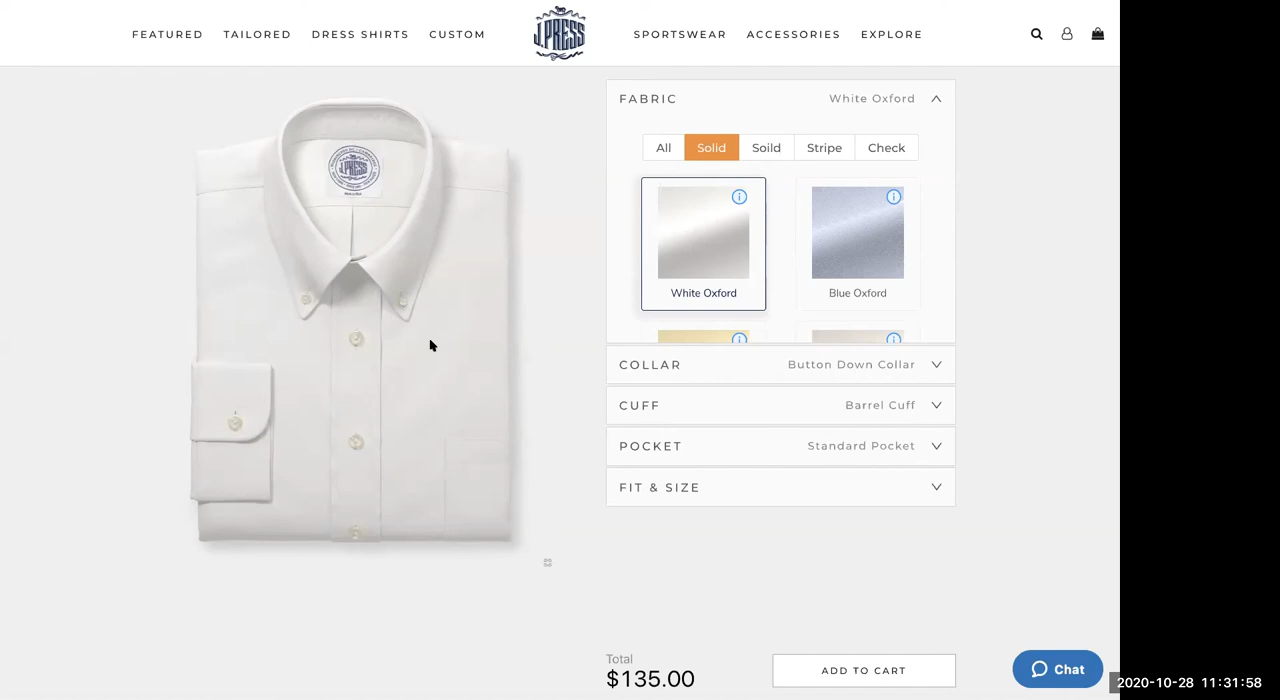 FEATURED TAILORED DRESS SHIRTS CUSTOM J.PRESS SPORTSWEAR ACCESSORIES EXPLORE
J.PRESS
FABRIC White Oxford
All Solid Soild Stripe Check
White Oxford Blue Oxford
COLLAR Button Down Collar
CUFF Barrel Cuff
POCKET Standard Pocket
FIT & SIZE
Total
$135.00
ADD TO CART
Chat
2020-10-28 11:31:58